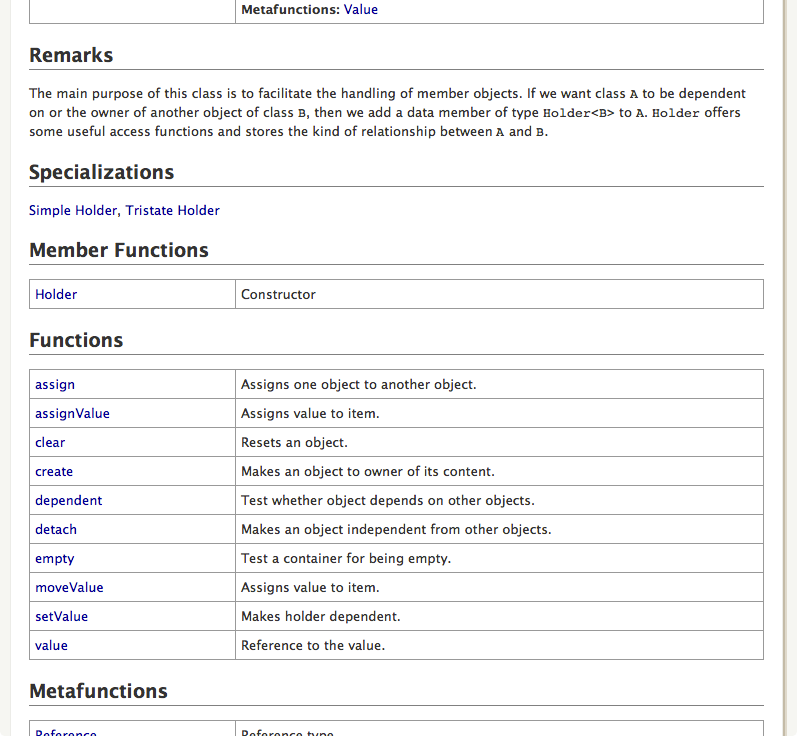 Metafunctions: Value
Remarks
The main purpose of this class is to facilitate the handling of member objects. If we want class A to be dependent
on or the owner of another object of class B, then we add a data member of type Holder<B> to A. Holder offers
some useful access functions and stores the kind of relationship between A and B.
Specializations
Simple Holder, Tristate Holder
Member Functions
Holder Constructor
Functions
assign Assigns one object to another object.
assignValue Assigns value to item.
clear Resets an object.
create Makes an object to owner of its content.
dependent Test whether object depends on other objects.
detach Makes an object independent from other objects.
empty Test a container for being empty.
moveValue Assigns value to item.
setValue Makes holder dependent.
value Reference to the value.
Metafunctions
Reference Reference type